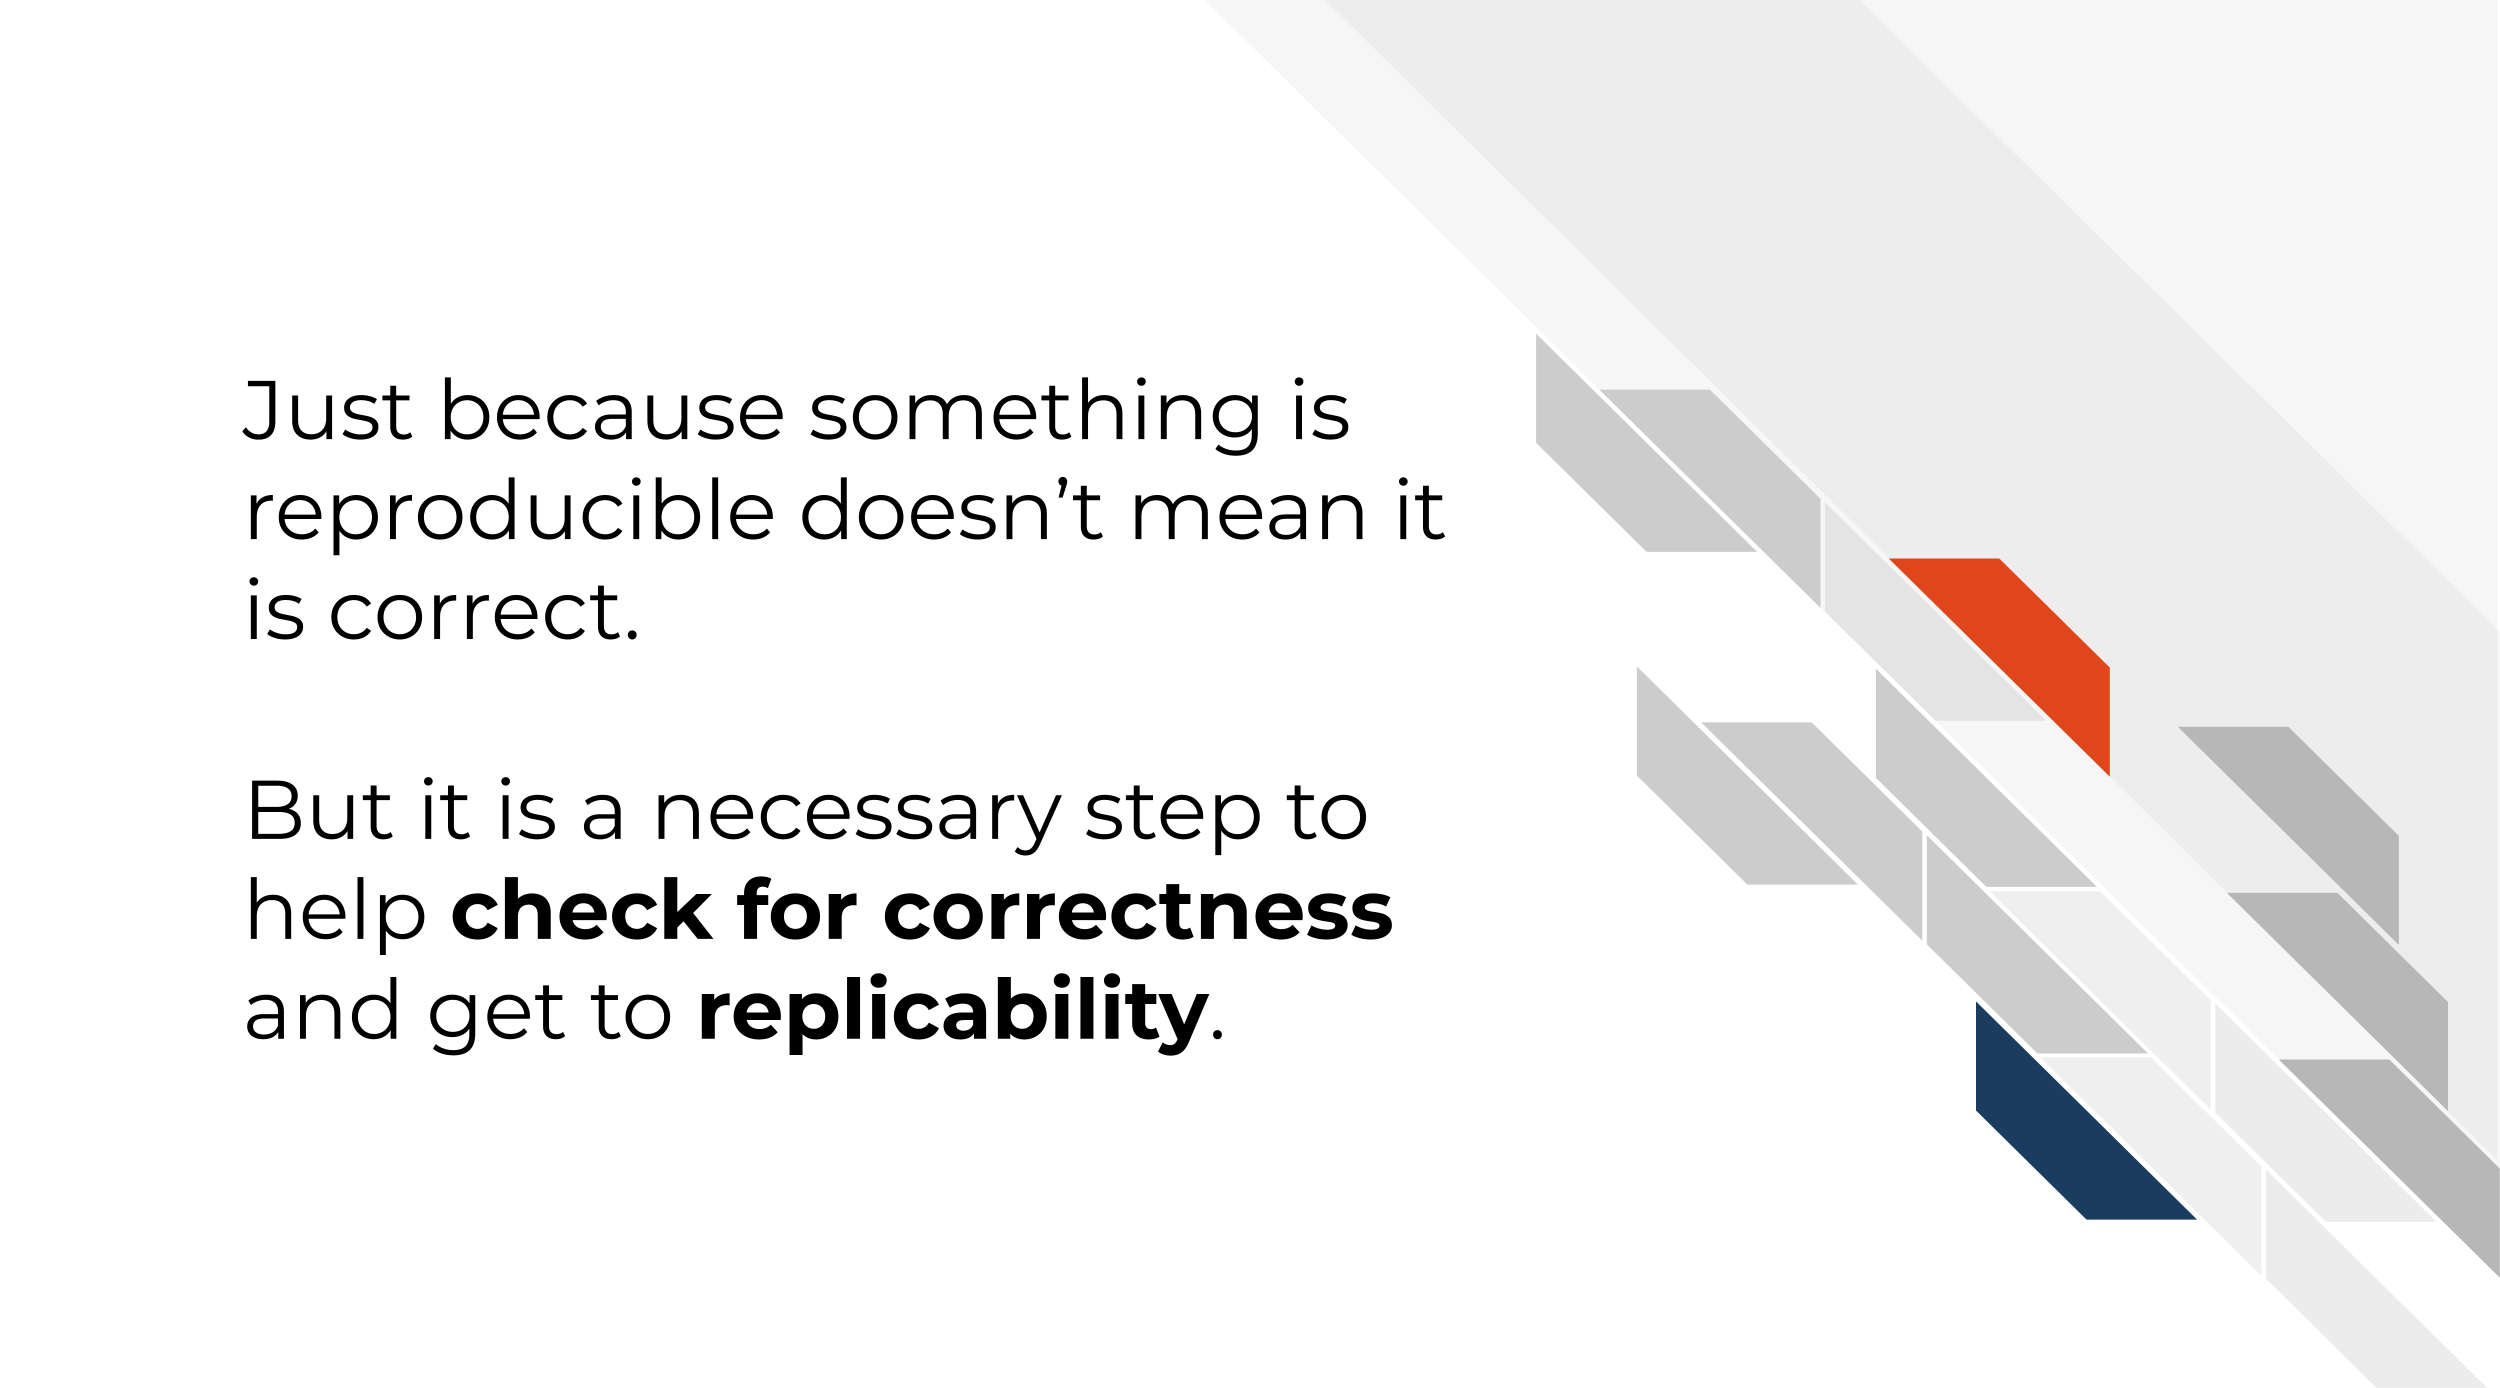 Just because something is
reproducible doesn’t mean it
is correct.
But it is a necessary step to
help check for correctness
and get to replicability.